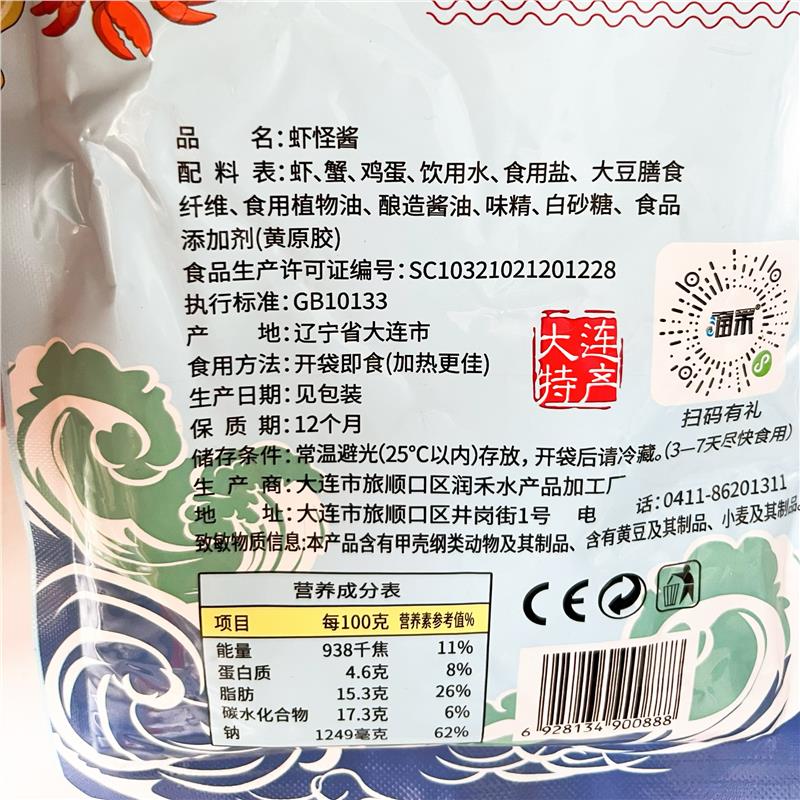 品名:虾怪酱
配料表:虾、蟹、鸡蛋、饮用水、食用盐、大豆膳食
纤维、食用植物油、酿造酱油、味精、白砂糖、食品
添加剂(黄原胶)
食品生产许可证编号:SC10321021201228
执行标准:GB10133
产地:辽宁省大连市
食用方法:开袋即食(加热更佳)
生产日期:见包装
保质期:12个月
储存条件:常温避光(25℃以内)存放,开袋后请冷藏。(3—7天尽快食用)
生产商:大连市旅顺口区润禾水产品加工厂
地址:大连市旅顺口区井岗街1号 电话:0411-86201311
致敏物质信息:本产品含有甲壳纲类动物及其制品、含有黄豆及其制品、小麦及其制品。
大连
特产
润禾
扫码有礼
营养成分表
项目 每100克 营养素参考值%
能量 938千焦 11%
蛋白质 4.6克 8%
脂肪 15.3克 26%
碳水化合物 17.3克 6%
钠 1249毫克 62%
CE
6 928134 900888